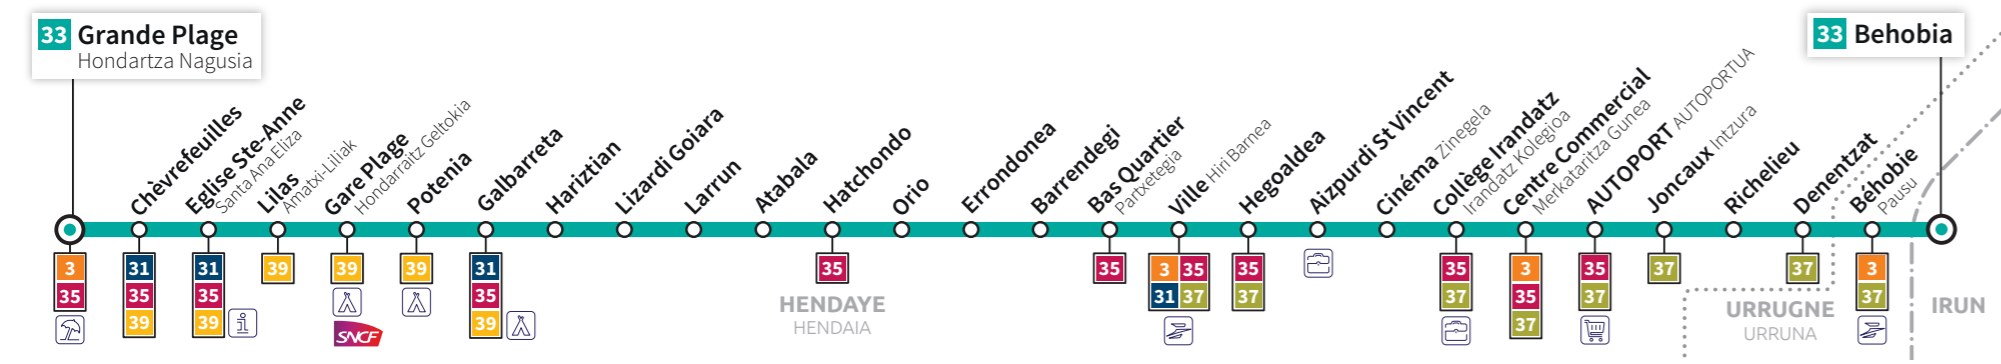 33 Grande Plage
Hondartza Nagusia
33 Behobia
Chèvrefeuilles
Eglise Ste-Anne
Santa Ana Eliza
Lilas
Amatxi-Liliak
Gare Plage
Hondarraitz Geltokia
Potenia
Galbarreta
Hariztian
Lizardi Goiara
Larrun
Atabala
Hatchondo
Orio
Errondonea
Barrendegi
Bas Quartier
Partxetegia
Ville Hiri Barnea
Hegoaldea
Aizpurdi St Vincent
Cinéma Zinegela
Collège Irandatz
Irandatz Kolegioa
Centre Commercial
Merkataritza Gunea
AUTOPORT AUTOPORTUA
Joncaux Intzura
Richelieu
Denentzat
Béhobie
Pausu
3
35
31
35
39
31
35
39
39
39
SNCF
39
31
35
39
35
35
3 35
31 37
35
37
35
37
3
35
37
35
37
37
37
3
37
HENDAYE
HENDAIA
URRUGNE
URRUNA
IRUN